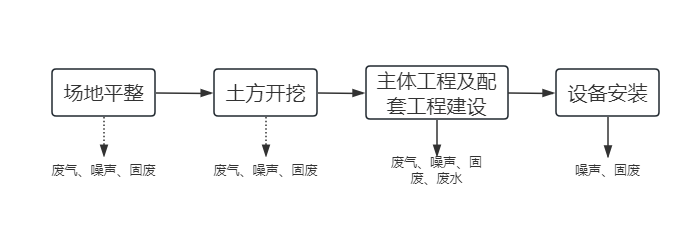 场地平整
土方开挖
主体工程及配
套工程建设
设备安装
废气、噪声、固废
废气、噪声、固废
废气、噪声、固
废、废水
噪声、固废